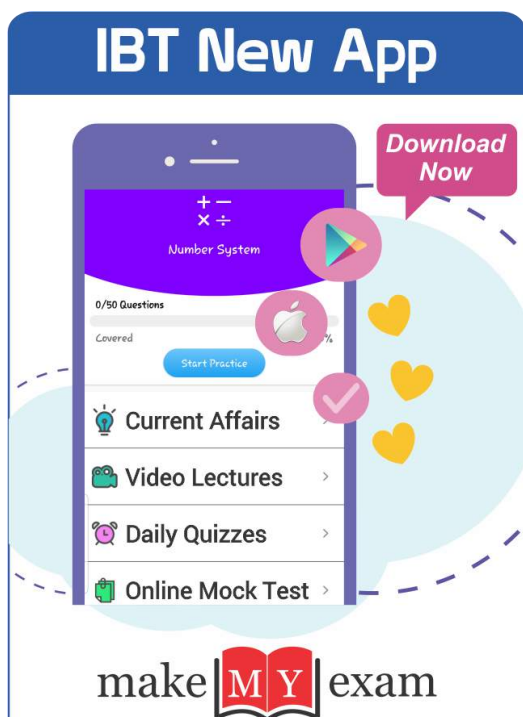 IBT New App
Download
Now
+ −
× ÷
Number System
0/50 Questions
Covered
%
Start Practice
Current Affairs
Video Lectures
Daily Quizzes
Online Mock Test
make MY exam